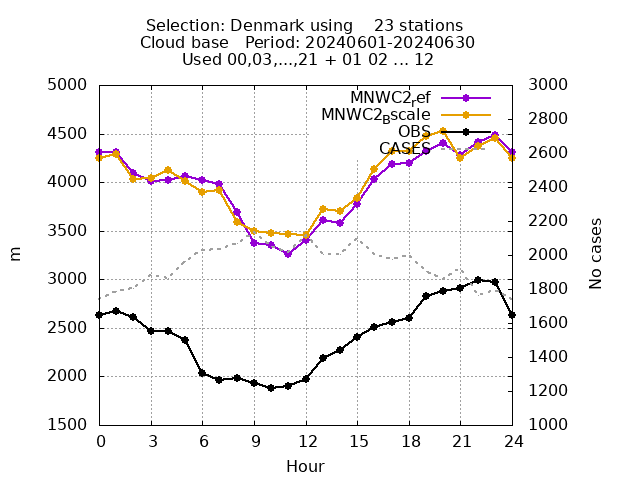 Selection: Denmark using    23 stations
Cloud base   Period: 20240601-20240630
Used 00,03,...,21 + 01 02 ... 12
5000
4500
4000
3500
3000
2500
2000
1500
m
3000
2800
2600
2400
2200
2000
1800
1600
1400
1200
1000
No cases
MNWC2_ref
MNWC2_Bscale
OBS
CASES
0 3 6 9 12 15 18 21 24
Hour